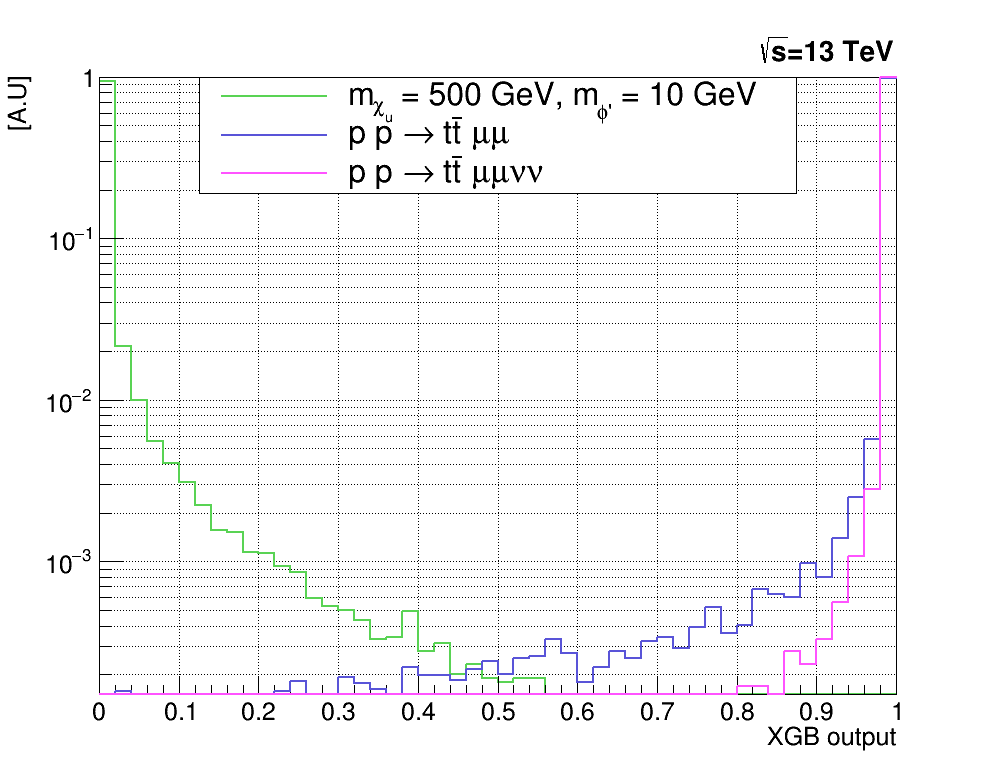 √s=13 TeV
[A.U]
m_χ_u = 500 GeV, m_ϕ' = 10 GeV
p p → tt̄ μμ
p p → tt̄ μμνν
1
10⁻¹
10⁻²
10⁻³
0 0.1 0.2 0.3 0.4 0.5 0.6 0.7 0.8 0.9 1
XGB output